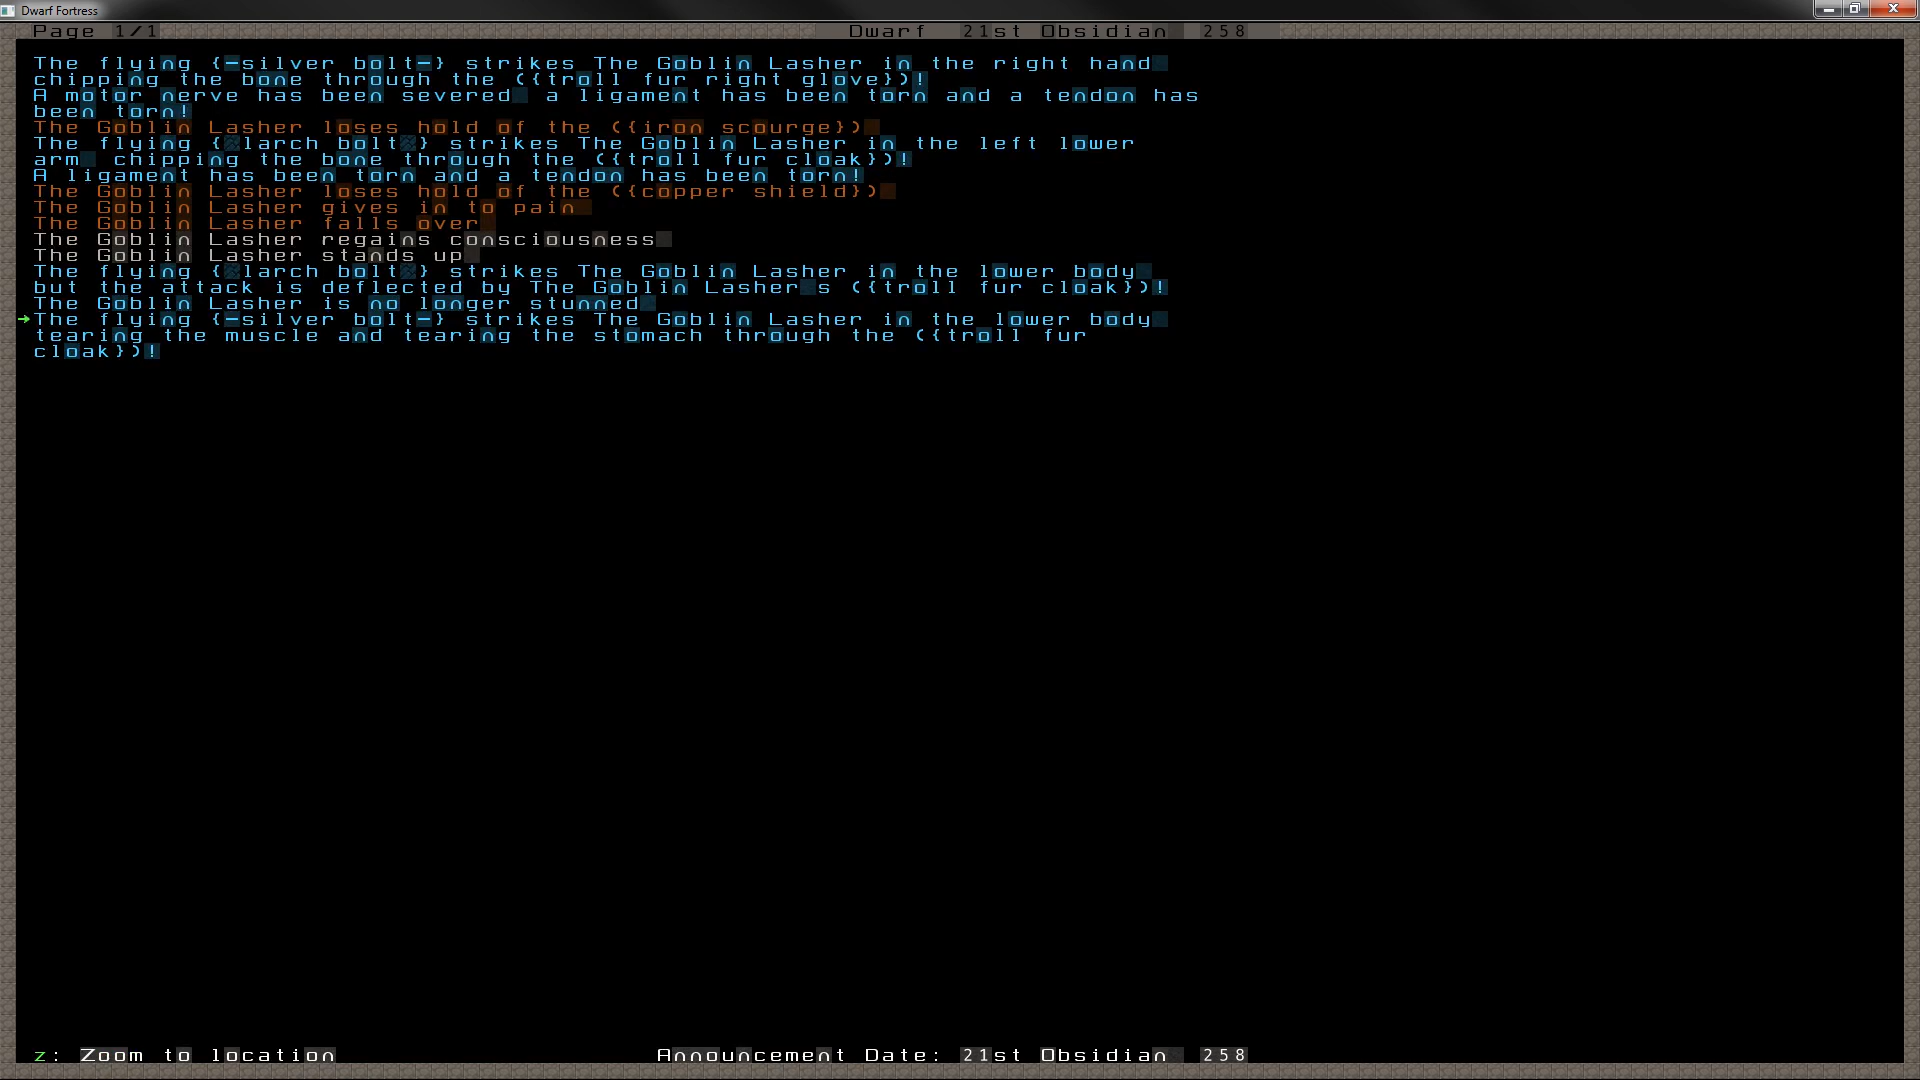 Dwarf Fortress
Page 1/1 Dwarf 21st Obsidian 258
The flying {-silver bolt-} strikes The Goblin Lasher in the right hand
chipping the bone through the ({troll fur right glove})!
A motor nerve has been severed a ligament has been torn and a tendon has
been torn!
The Goblin Lasher loses hold of the ({iron scourge})
The flying {larch bolt} strikes The Goblin Lasher in the left lower
arm chipping the bone through the ({troll fur cloak})!
A ligament has been torn and a tendon has been torn!
The Goblin Lasher loses hold of the ({copper shield})
The Goblin Lasher gives in to pain
The Goblin Lasher falls over
The Goblin Lasher regains consciousness
The Goblin Lasher stands up
The flying {larch bolt} strikes The Goblin Lasher in the lower body
but the attack is deflected by The Goblin Lasher s ({troll fur cloak})!
The Goblin Lasher is no longer stunned
→The flying {-silver bolt-} strikes The Goblin Lasher in the lower body
tearing the muscle and tearing the stomach through the ({troll fur
cloak})!
z: Zoom to location Announcement Date: 21st Obsidian 258